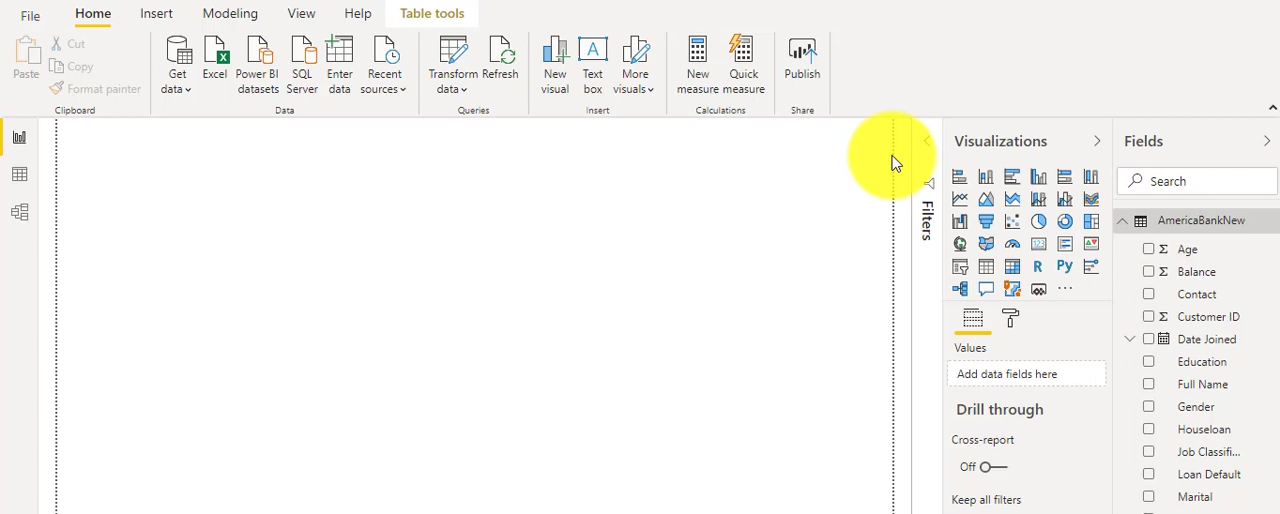 File
Home
Insert
Modeling
View
Help
Table tools
Paste
Cut
Copy
Format painter
Clipboard
Get data
Excel
Power BI datasets
SQL Server
Enter data
Recent sources
Data
Transform data
Refresh
Queries
New visual
A
Text box
More visuals
Insert
New measure
Quick measure
Calculations
Publish
Share
Filters
Visualizations
123
R
Py
...
Values
Add data fields here
Drill through
Cross-report
Off
Keep all filters
Fields
Search
AmericaBankNew
Σ Age
Σ Balance
Contact
Σ Customer ID
Date Joined
Education
Full Name
Gender
Houseloan
Job Classifi...
Loan Default
Marital